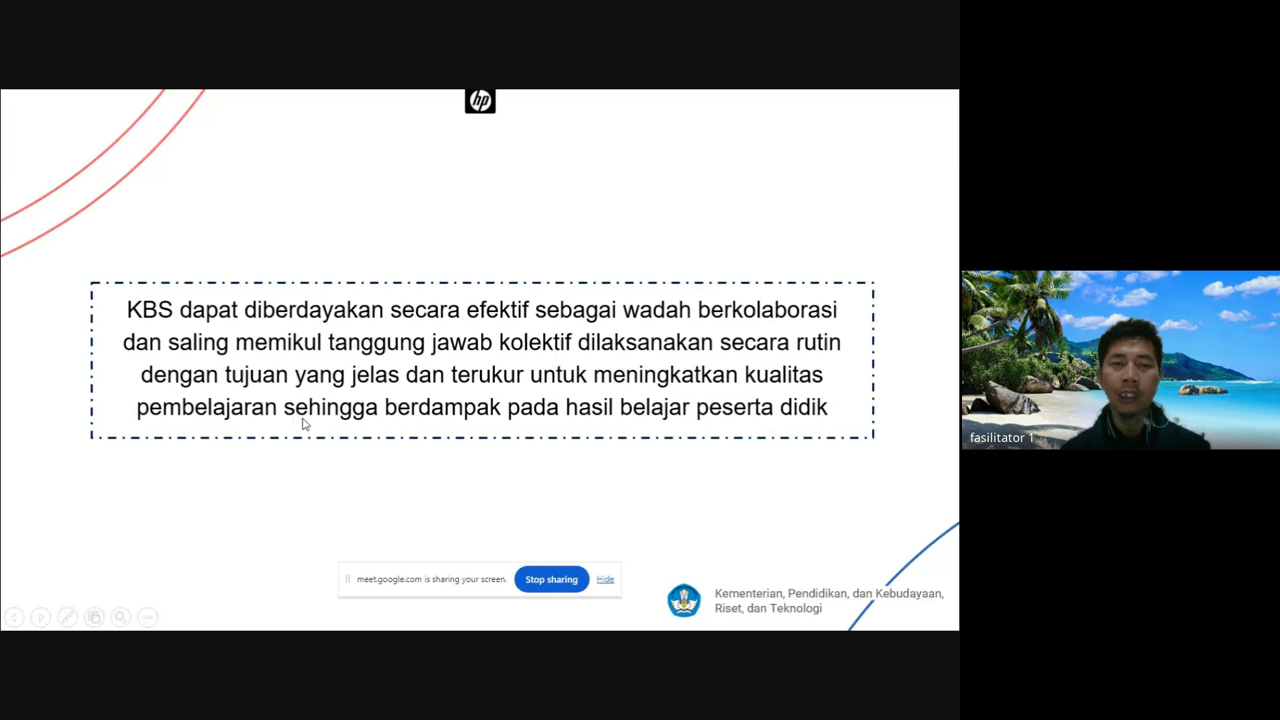 hp
KBS dapat diberdayakan secara efektif sebagai wadah berkolaborasi
dan saling memikul tanggung jawab kolektif dilaksanakan secara rutin
dengan tujuan yang jelas dan terukur untuk meningkatkan kualitas
pembelajaran sehingga berdampak pada hasil belajar peserta didik
fasilitator 1
meet.google.com is sharing your screen. Stop sharing Hide
Kementerian, Pendidikan, dan Kebudayaan,
Riset, dan Teknologi